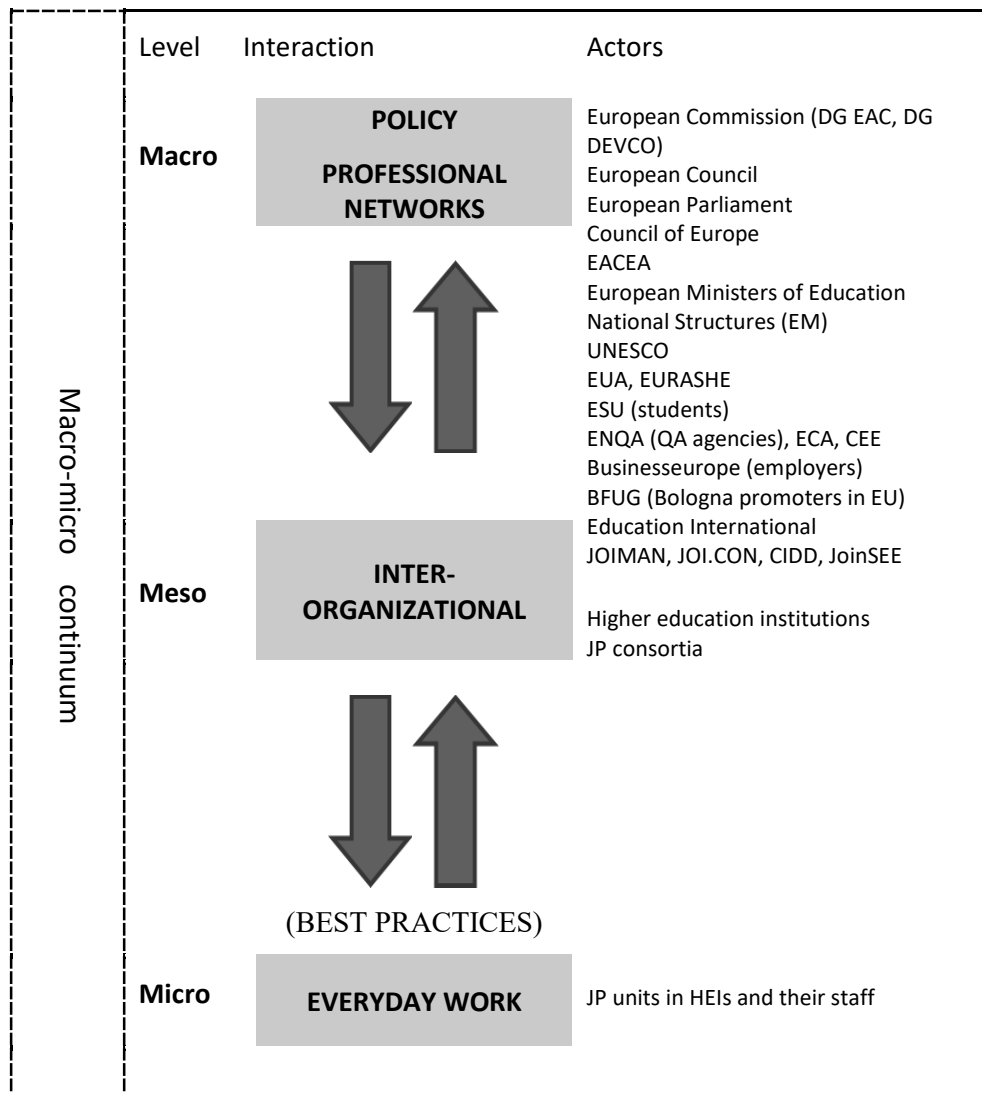 Level Interaction Actors
POLICY
PROFESSIONAL
NETWORKS
Macro
European Commission (DG EAC, DG
DEVCO)
European Council
European Parliament
Council of Europe
EACEA
European Ministers of Education
National Structures (EM)
UNESCO
EUA, EURASHE
ESU (students)
ENQA (QA agencies), ECA, CEE
Businesseurope (employers)
BFUG (Bologna promoters in EU)
Education International
JOIMAN, JOI.CON, CIDD, JoinSEE
Macro-micro continuum
Meso
INTER-
ORGANIZATIONAL
Higher education institutions
JP consortia
(BEST PRACTICES)
Micro
EVERYDAY WORK
JP units in HEIs and their staff